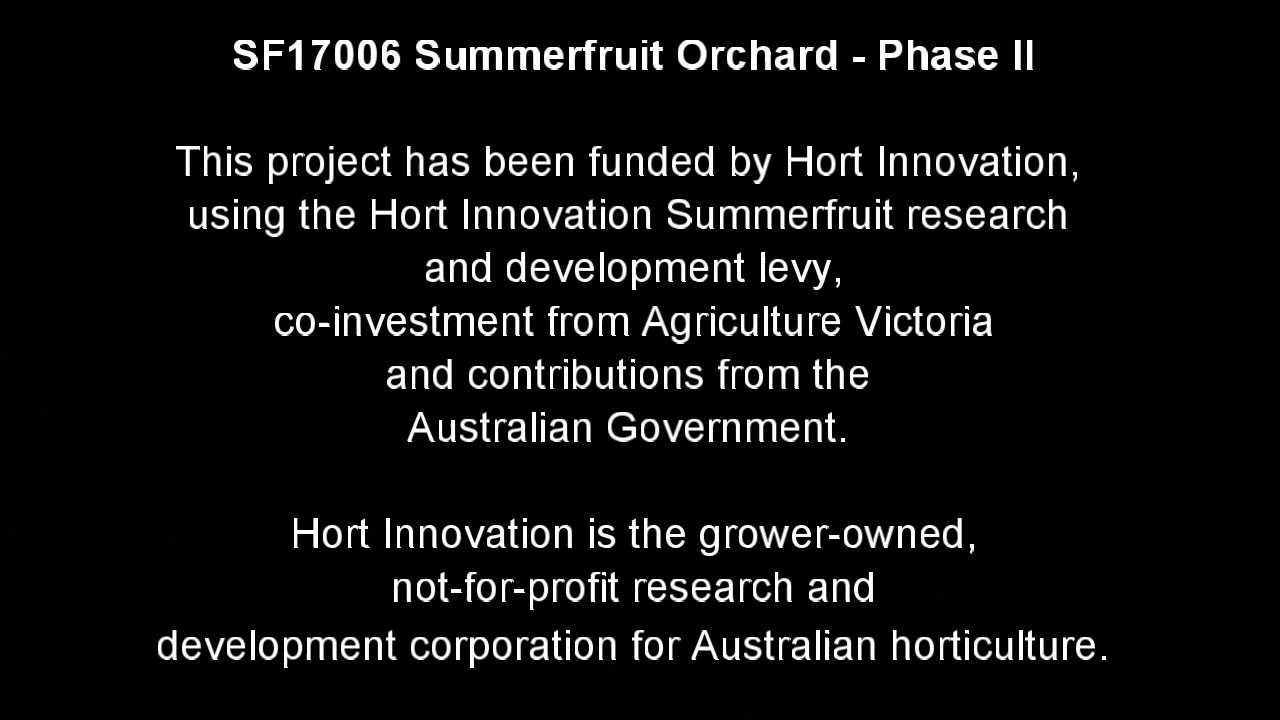 SF17006 Summerfruit Orchard - Phase II
This project has been funded by Hort Innovation,
using the Hort Innovation Summerfruit research
and development levy,
co-investment from Agriculture Victoria
and contributions from the
Australian Government.
Hort Innovation is the grower-owned,
not-for-profit research and
development corporation for Australian horticulture.